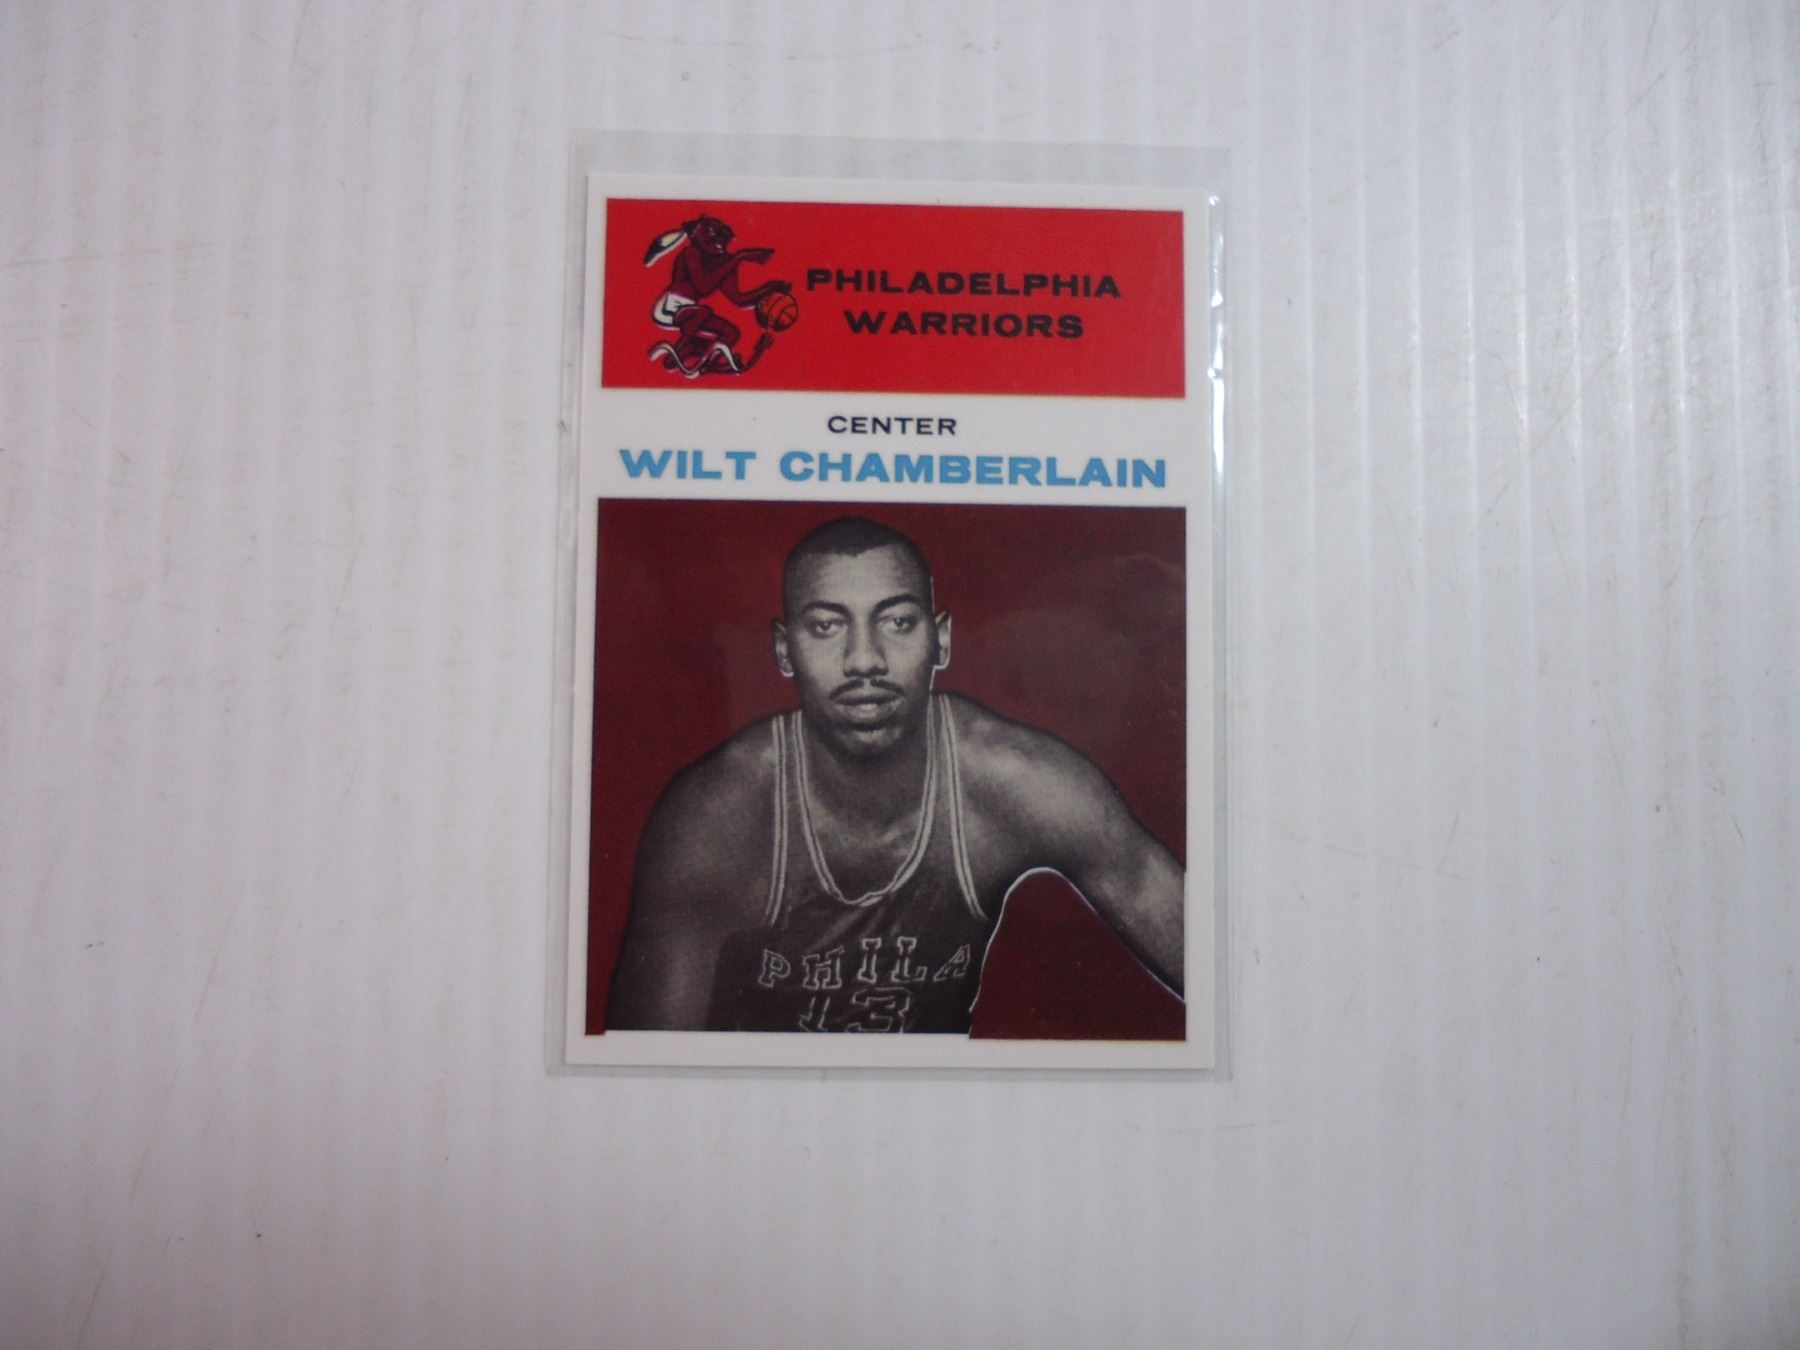 PHILADELPHIA
WARRIORS
CENTER
WILT CHAMBERLAIN
PHILA
13